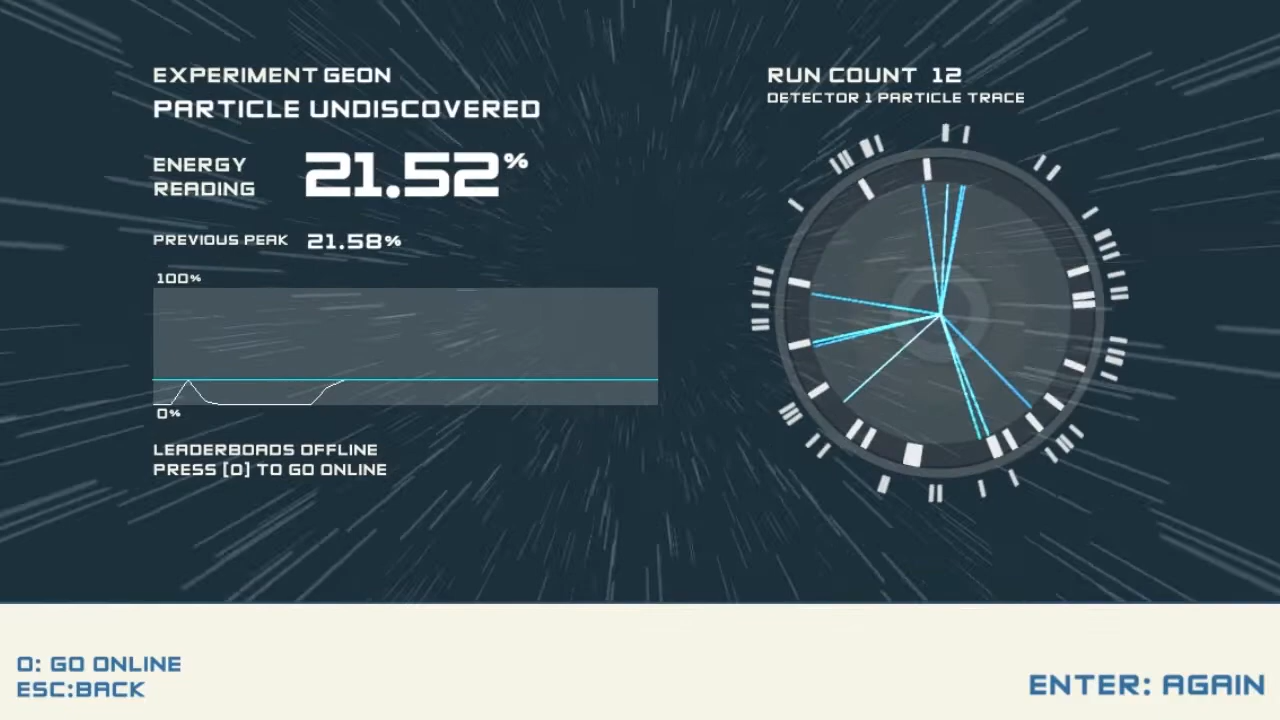 EXPERIMENT GEON
PARTICLE UNDISCOVERED
ENERGY
READING
21.52%
PREVIOUS PEAK 21.58%
100%
0%
LEADERBOADS OFFLINE
PRESS [O] TO GO ONLINE
RUN COUNT 12
DETECTOR 1 PARTICLE TRACE
O: GO ONLINE
ESC:BACK
ENTER: AGAIN